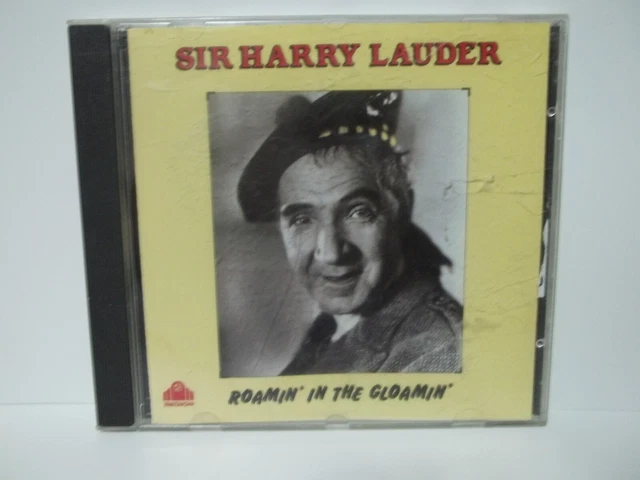 SIR HARRY LAUDER
ROAMIN' IN THE GLOAMIN'